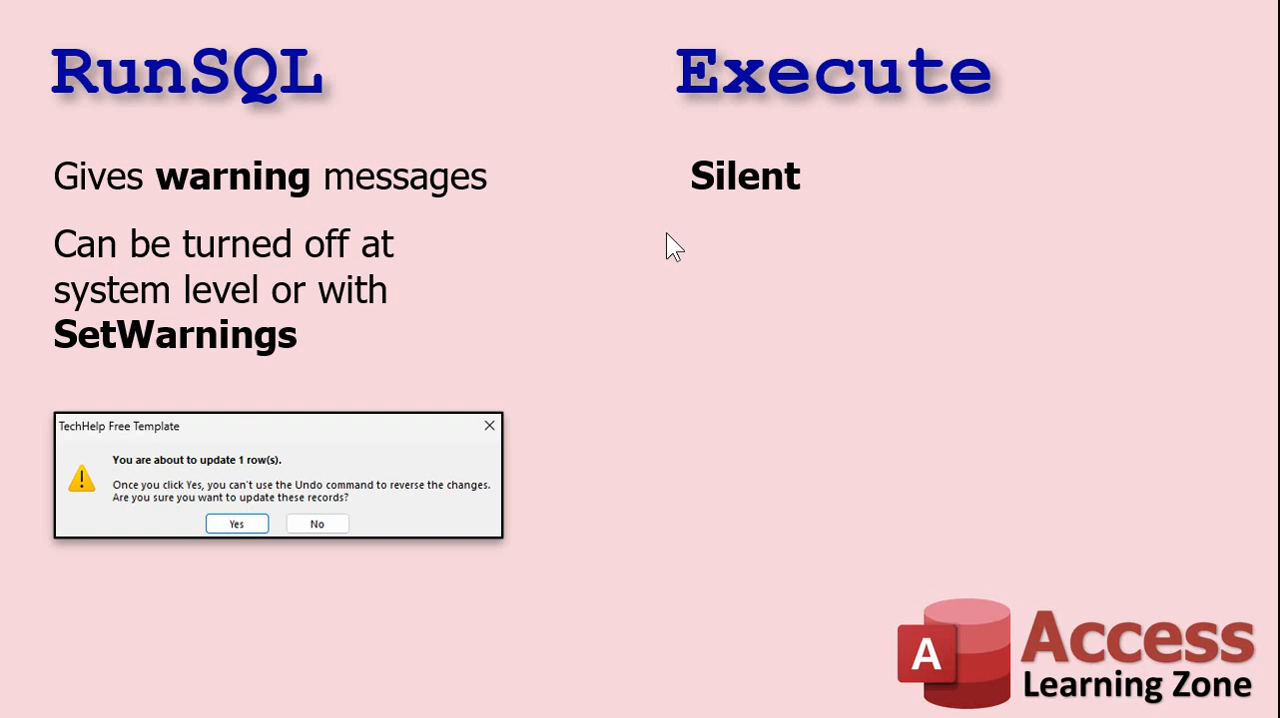 RunSQL
Gives warning messages
Can be turned off at
system level or with
SetWarnings
TechHelp Free Template
You are about to update 1 row(s).
Once you click Yes, you can't use the Undo command to reverse the changes.
Are you sure you want to update these records?
Yes
No
Execute
Silent
A
Access
Learning Zone